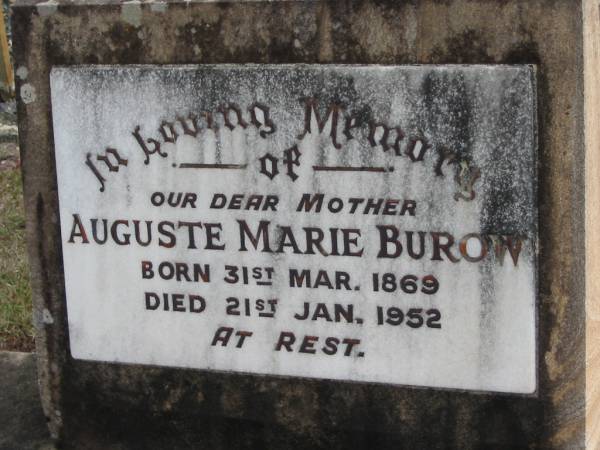 In Loving Memory
of
OUR DEAR MOTHER
AUGUSTE MARIE BUROW
BORN 31ST MAR. 1869
DIED 21ST JAN. 1952
AT REST.